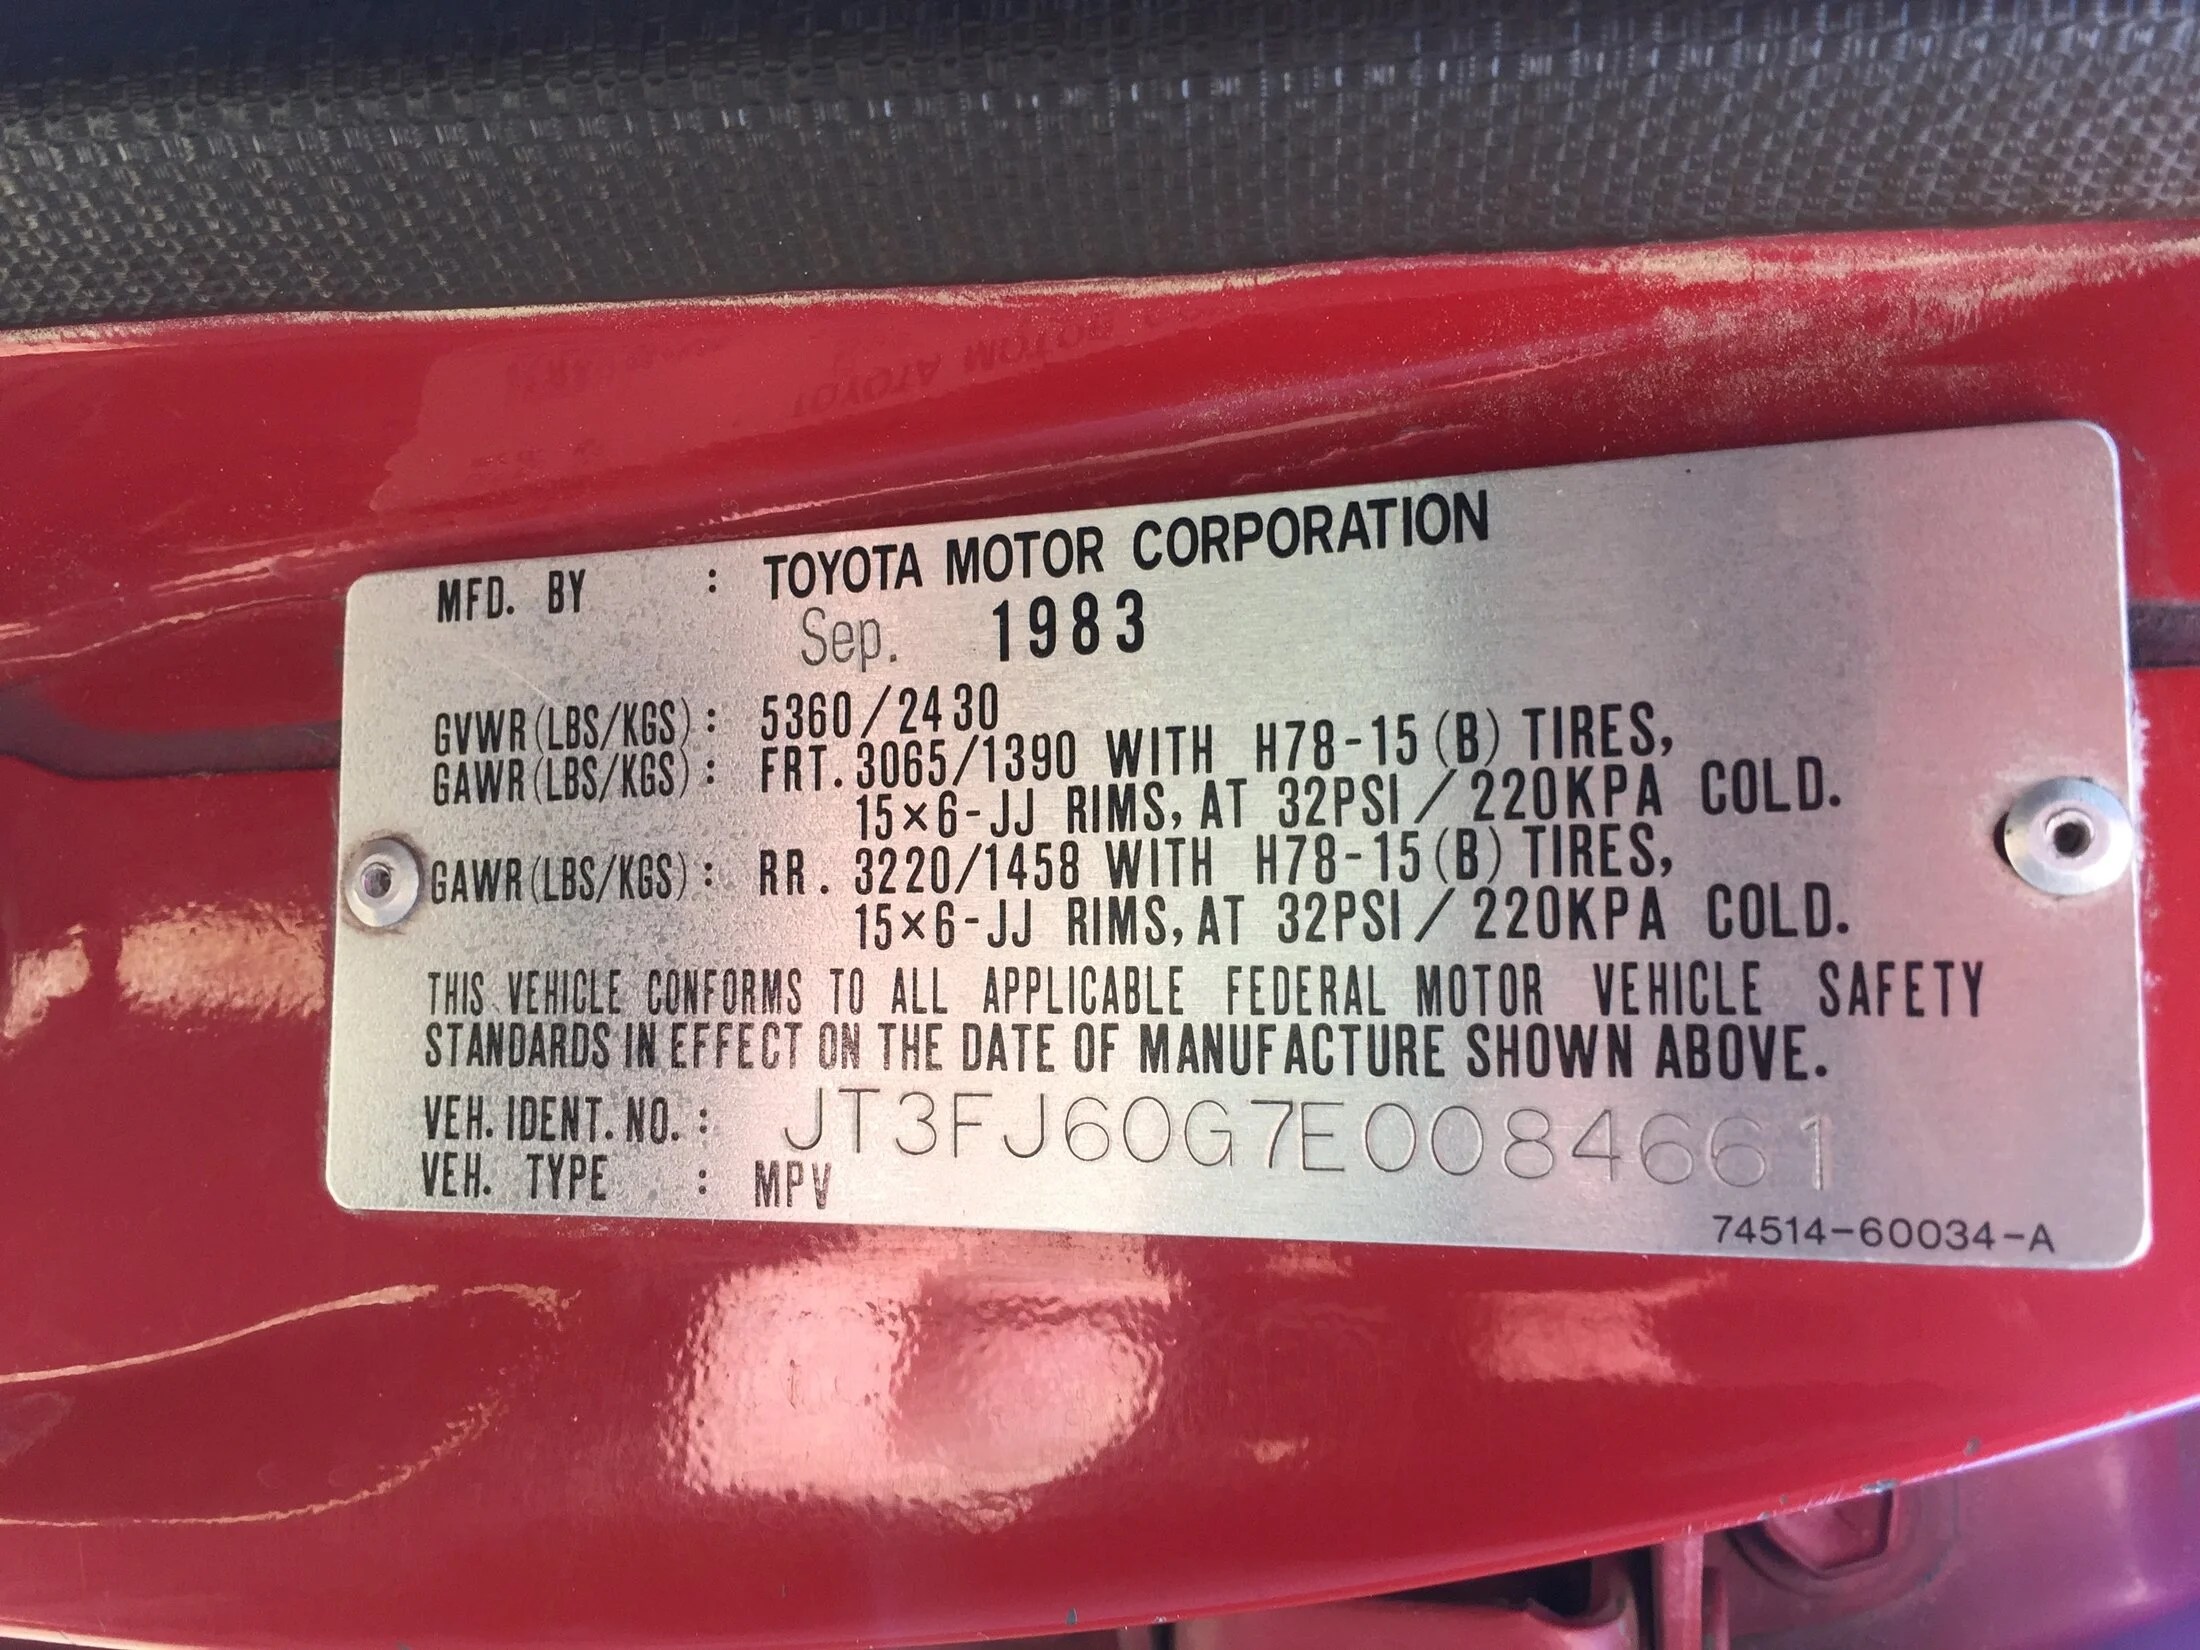 MFD. BY : TOYOTA MOTOR CORPORATION
Sep. 1983
GVWR(LBS/KGS): 5360/2430
GAWR(LBS/KGS): FRT.3065/1390 WITH H78-15(B) TIRES,
15×6-JJ RIMS, AT 32PSI/220KPA COLD.
GAWR(LBS/KGS): RR. 3220/1458 WITH H78-15(B) TIRES,
15×6-JJ RIMS, AT 32PSI/220KPA COLD.
THIS VEHICLE CONFORMS TO ALL APPLICABLE FEDERAL MOTOR VEHICLE SAFETY
STANDARDS IN EFFECT ON THE DATE OF MANUFACTURE SHOWN ABOVE.
VEH. IDENT. NO.: JT3FJ60G7E0084661
VEH. TYPE : MPV
74514-60034-A